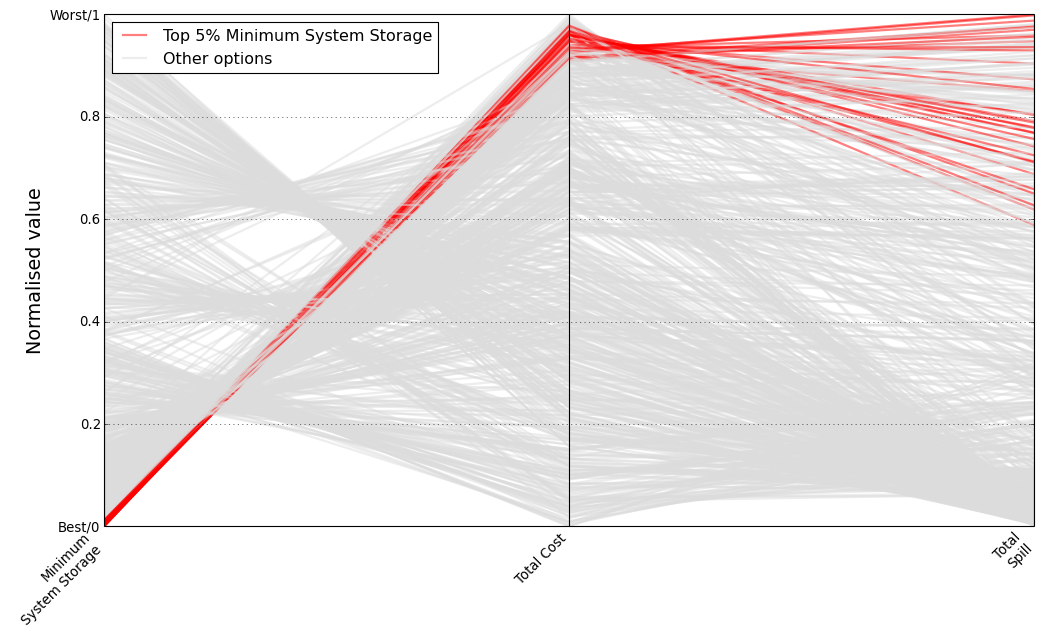 Worst/1
Top 5% Minimum System Storage
Other options
0.8
0.6
0.4
0.2
Best/0
Normalised value
Minimum
System Storage
Total Cost
Total
Spill